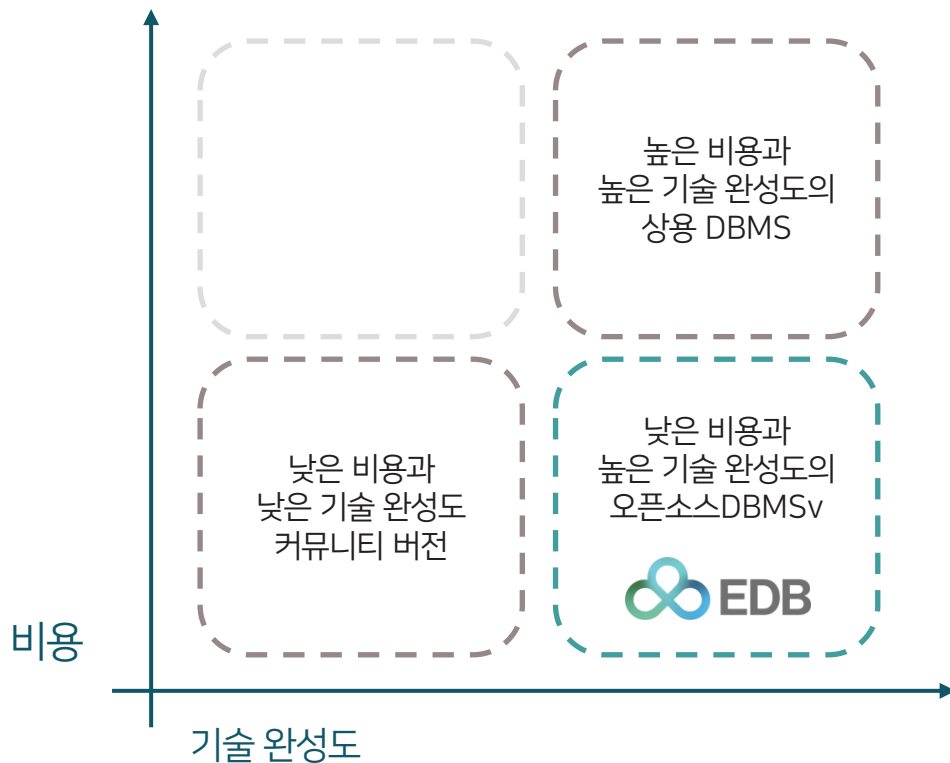 높은 비용과
높은 기술 완성도의
상용 DBMS
낮은 비용과
낮은 기술 완성도
커뮤니티 버전
낮은 비용과
높은 기술 완성도의
오픈소스DBMSv
EDB
비용
기술 완성도